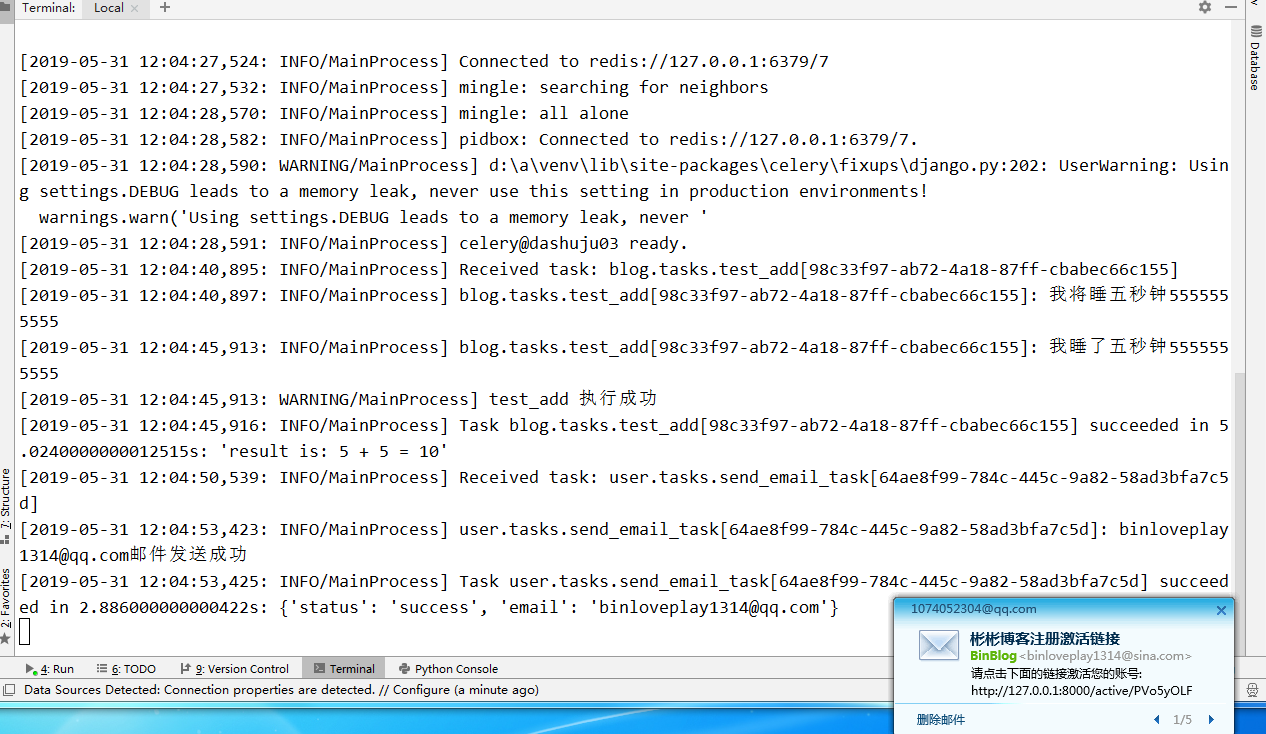 Terminal: Local × +
[2019-05-31 12:04:27,524: INFO/MainProcess] Connected to redis://127.0.0.1:6379/7
[2019-05-31 12:04:27,532: INFO/MainProcess] mingle: searching for neighbors
[2019-05-31 12:04:28,570: INFO/MainProcess] mingle: all alone
[2019-05-31 12:04:28,582: INFO/MainProcess] pidbox: Connected to redis://127.0.0.1:6379/7.
[2019-05-31 12:04:28,590: WARNING/MainProcess] d:\a\venv\lib\site-packages\celery\fixups\django.py:202: UserWarning: Usin
g settings.DEBUG leads to a memory leak, never use this setting in production environments!
  warnings.warn('Using settings.DEBUG leads to a memory leak, never '
[2019-05-31 12:04:28,591: INFO/MainProcess] celery@dashuju03 ready.
[2019-05-31 12:04:40,895: INFO/MainProcess] Received task: blog.tasks.test_add[98c33f97-ab72-4a18-87ff-cbabec66c155]
[2019-05-31 12:04:40,897: INFO/MainProcess] blog.tasks.test_add[98c33f97-ab72-4a18-87ff-cbabec66c155]: 我将睡五秒钟555555
5555
[2019-05-31 12:04:45,913: INFO/MainProcess] blog.tasks.test_add[98c33f97-ab72-4a18-87ff-cbabec66c155]: 我睡了五秒钟555555
5555
[2019-05-31 12:04:45,913: WARNING/MainProcess] test_add 执行成功
[2019-05-31 12:04:45,916: INFO/MainProcess] Task blog.tasks.test_add[98c33f97-ab72-4a18-87ff-cbabec66c155] succeeded in 5
.0240000000012515s: 'result is: 5 + 5 = 10'
[2019-05-31 12:04:50,539: INFO/MainProcess] Received task: user.tasks.send_email_task[64ae8f99-784c-445c-9a82-58ad3bfa7c5
d]
[2019-05-31 12:04:53,423: INFO/MainProcess] user.tasks.send_email_task[64ae8f99-784c-445c-9a82-58ad3bfa7c5d]: binloveplay
1314@qq.com邮件发送成功
[2019-05-31 12:04:53,425: INFO/MainProcess] Task user.tasks.send_email_task[64ae8f99-784c-445c-9a82-58ad3bfa7c5d] succeed
ed in 2.886000000000422s: {'status': 'success', 'email': 'binloveplay1314@qq.com'}
Database
7: Structure
2: Favorites
4: Run 6: TODO 9: Version Control Terminal Python Console
Data Sources Detected: Connection properties are detected. // Configure (a minute ago)
1074052304@qq.com
彬彬博客注册激活链接
BinBlog <binloveplay1314@sina.com>
请点击下面的链接激活您的账号:
http://127.0.0.1:8000/active/PVo5yOLF
删除邮件 1/5